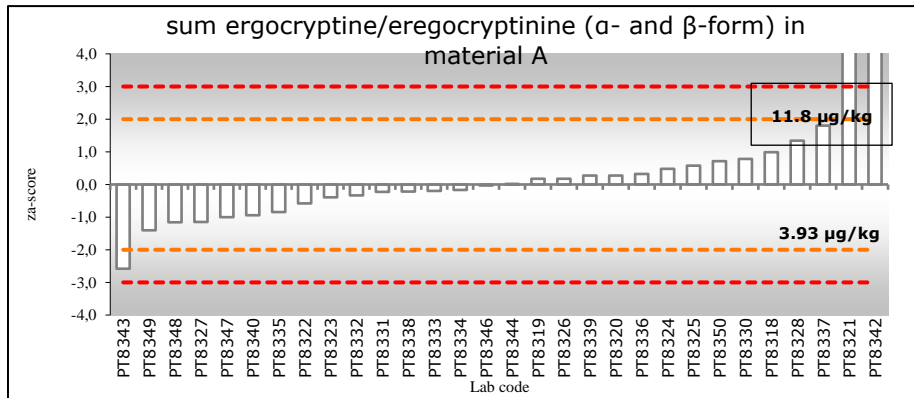 sum ergocryptine/eregocryptinine (α- and β-form) in
material A
4,0
3,0
2,0
1,0
0,0
-1,0
-2,0
-3,0
-4,0
za-score
11.8 µg/kg
3.93 µg/kg
PT8343
PT8349
PT8348
PT8327
PT8347
PT8340
PT8335
PT8322
PT8323
PT8332
PT8331
PT8338
PT8333
PT8334
PT8346
PT8344
PT8319
PT8326
PT8339
PT8320
PT8336
PT8324
PT8325
PT8350
PT8330
PT8318
PT8328
PT8337
PT8321
PT8342
Lab code